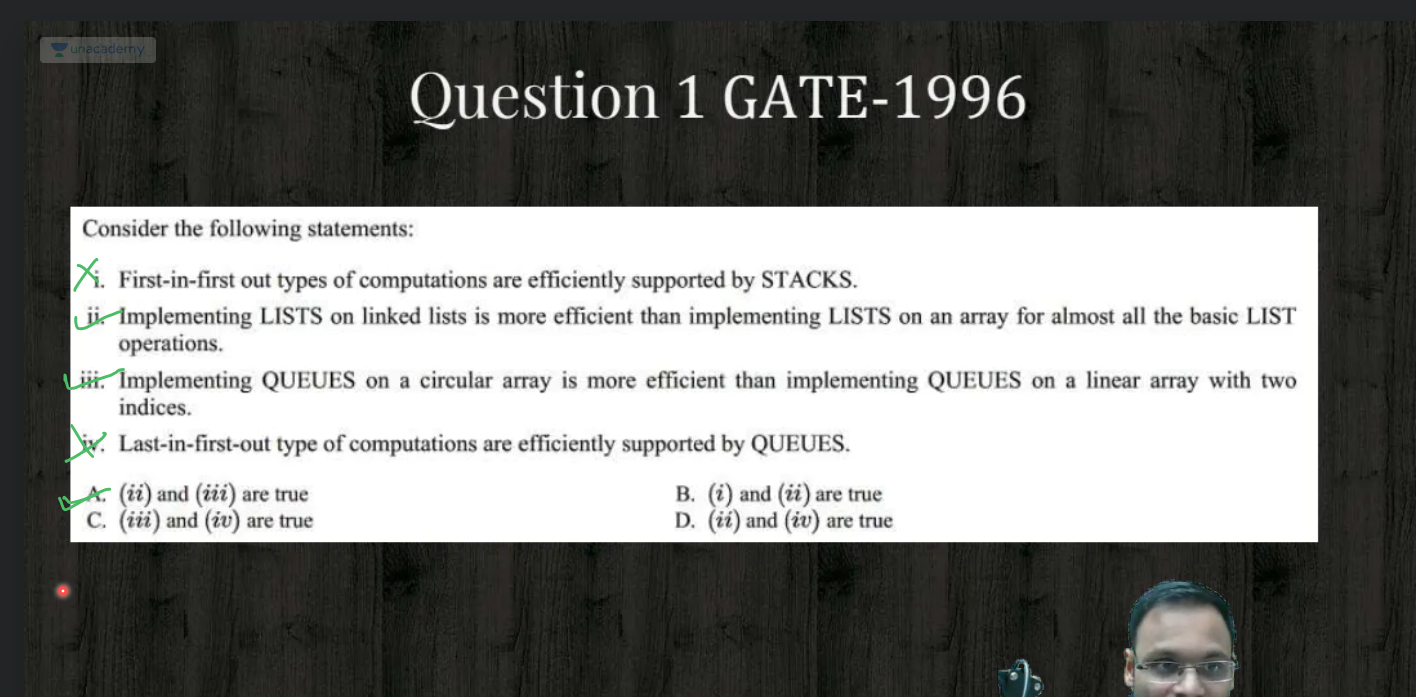 unacademy
Question 1 GATE-1996
Consider the following statements:
i. First-in-first out types of computations are efficiently supported by STACKS.
ii. Implementing LISTS on linked lists is more efficient than implementing LISTS on an array for almost all the basic LIST
operations.
iii. Implementing QUEUES on a circular array is more efficient than implementing QUEUES on a linear array with two
indices.
iv. Last-in-first-out type of computations are efficiently supported by QUEUES.
A. (ii) and (iii) are true B. (i) and (ii) are true
C. (iii) and (iv) are true D. (ii) and (iv) are true